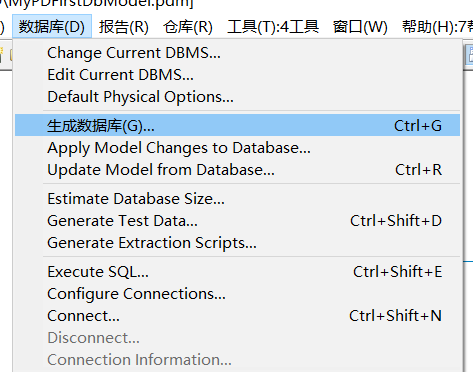 \MyPDFirstDbModel.pdm]
) 数据库(D) 报告(R) 仓库(R) 工具(T):4工具 窗口(W) 帮助(H):7帮
Change Current DBMS...
Edit Current DBMS...
Default Physical Options...
生成数据库(G)... Ctrl+G
Apply Model Changes to Database...
Update Model from Database... Ctrl+R
Estimate Database Size...
Generate Test Data... Ctrl+Shift+D
Generate Extraction Scripts...
Execute SQL... Ctrl+Shift+E
Configure Connections...
Connect... Ctrl+Shift+N
Disconnect...
Connection Information...